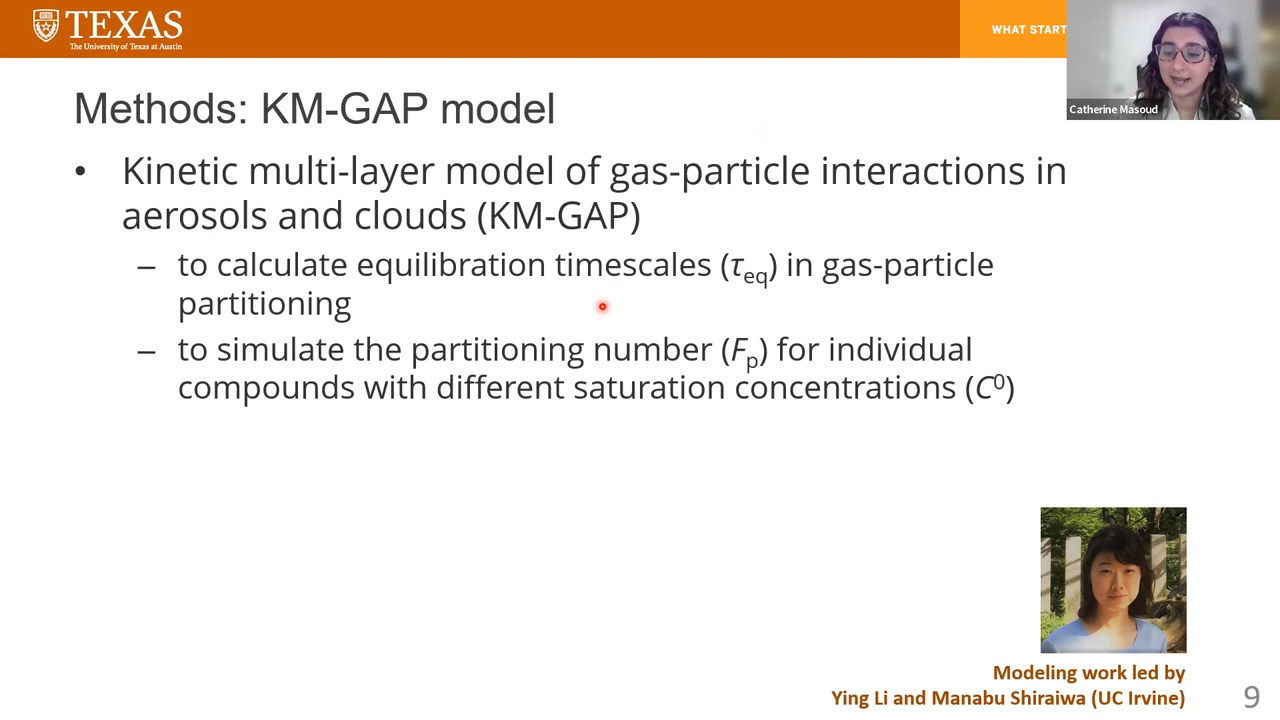 TEXAS
The University of Texas at Austin
WHAT START
Catherine Masoud
Methods: KM-GAP model
• Kinetic multi-layer model of gas-particle interactions in
aerosols and clouds (KM-GAP)
– to calculate equilibration timescales (τeq) in gas-particle
partitioning
– to simulate the partitioning number (Fp) for individual
compounds with different saturation concentrations (C⁰)
Modeling work led by
Ying Li and Manabu Shiraiwa (UC Irvine)
9